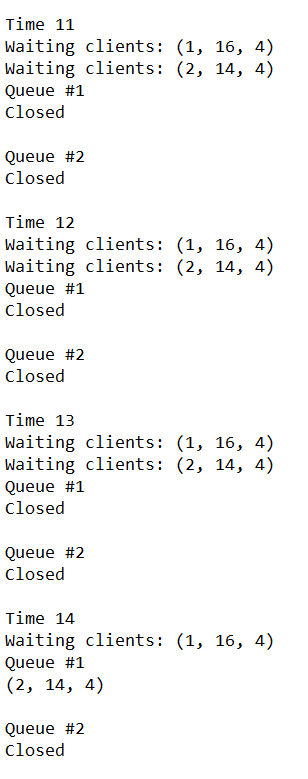 Time 11
Waiting clients: (1, 16, 4)
Waiting clients: (2, 14, 4)
Queue #1
Closed

Queue #2
Closed

Time 12
Waiting clients: (1, 16, 4)
Waiting clients: (2, 14, 4)
Queue #1
Closed

Queue #2
Closed

Time 13
Waiting clients: (1, 16, 4)
Waiting clients: (2, 14, 4)
Queue #1
Closed

Queue #2
Closed

Time 14
Waiting clients: (1, 16, 4)
Queue #1
(2, 14, 4)

Queue #2
Closed